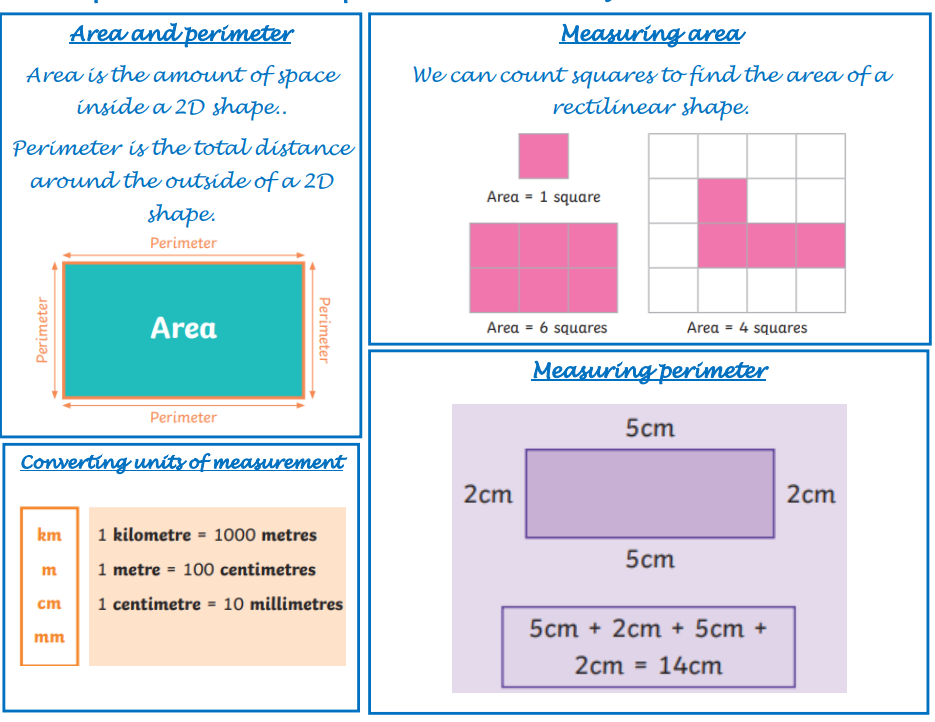 Area and perimeter
Area is the amount of space
inside a 2D shape..
Perimeter is the total distance
around the outside of a 2D
shape.
Perimeter
Perimeter
Area
Perimeter
Perimeter
Measuring area
We can count squares to find the area of a
rectilinear shape.
Area = 1 square
Area = 6 squares
Area = 4 squares
Converting units of measurement
km
1 kilometre = 1000 metres
m
1 metre = 100 centimetres
cm
1 centimetre = 10 millimetres
mm
Measuring perimeter
5cm
2cm
2cm
5cm
5cm + 2cm + 5cm +
2cm = 14cm